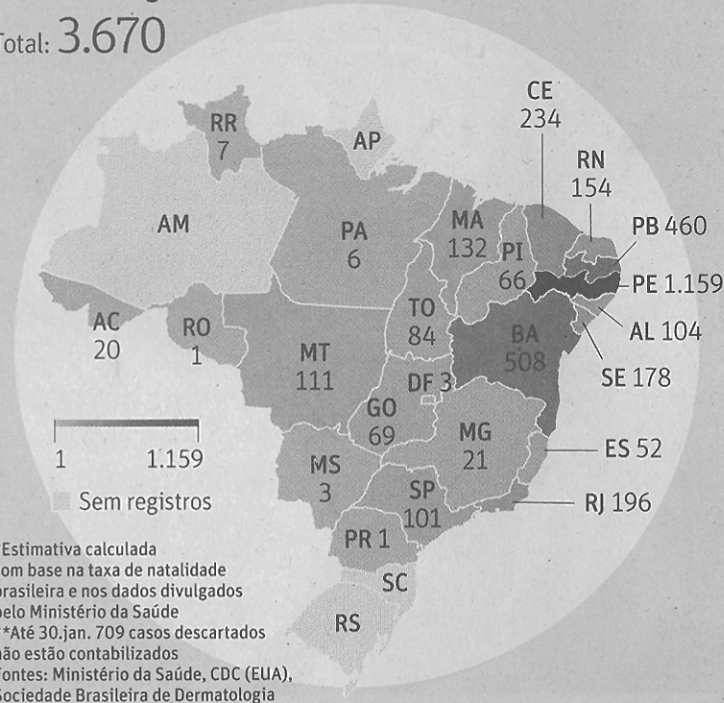 Total: 3.670
CE
234
RR
7
AP
RN
154
AM
PA
6
MA
132
PI
66
PB 460
PE 1.159
AC
20
RO
1
TO
84
BA
508
AL 104
MT
111
DF 3
SE 178
GO
69
MG
21
ES 52
1 1.159
MS
3
SP
101
RJ 196
Sem registros
PR 1
SC
RS
*Estimativa calculada
com base na taxa de natalidade
brasileira e nos dados divulgados
pelo Ministério da Saúde
**Até 30.jan. 709 casos descartados
não estão contabilizados
Fontes: Ministério da Saúde, CDC (EUA),
Sociedade Brasileira de Dermatologia